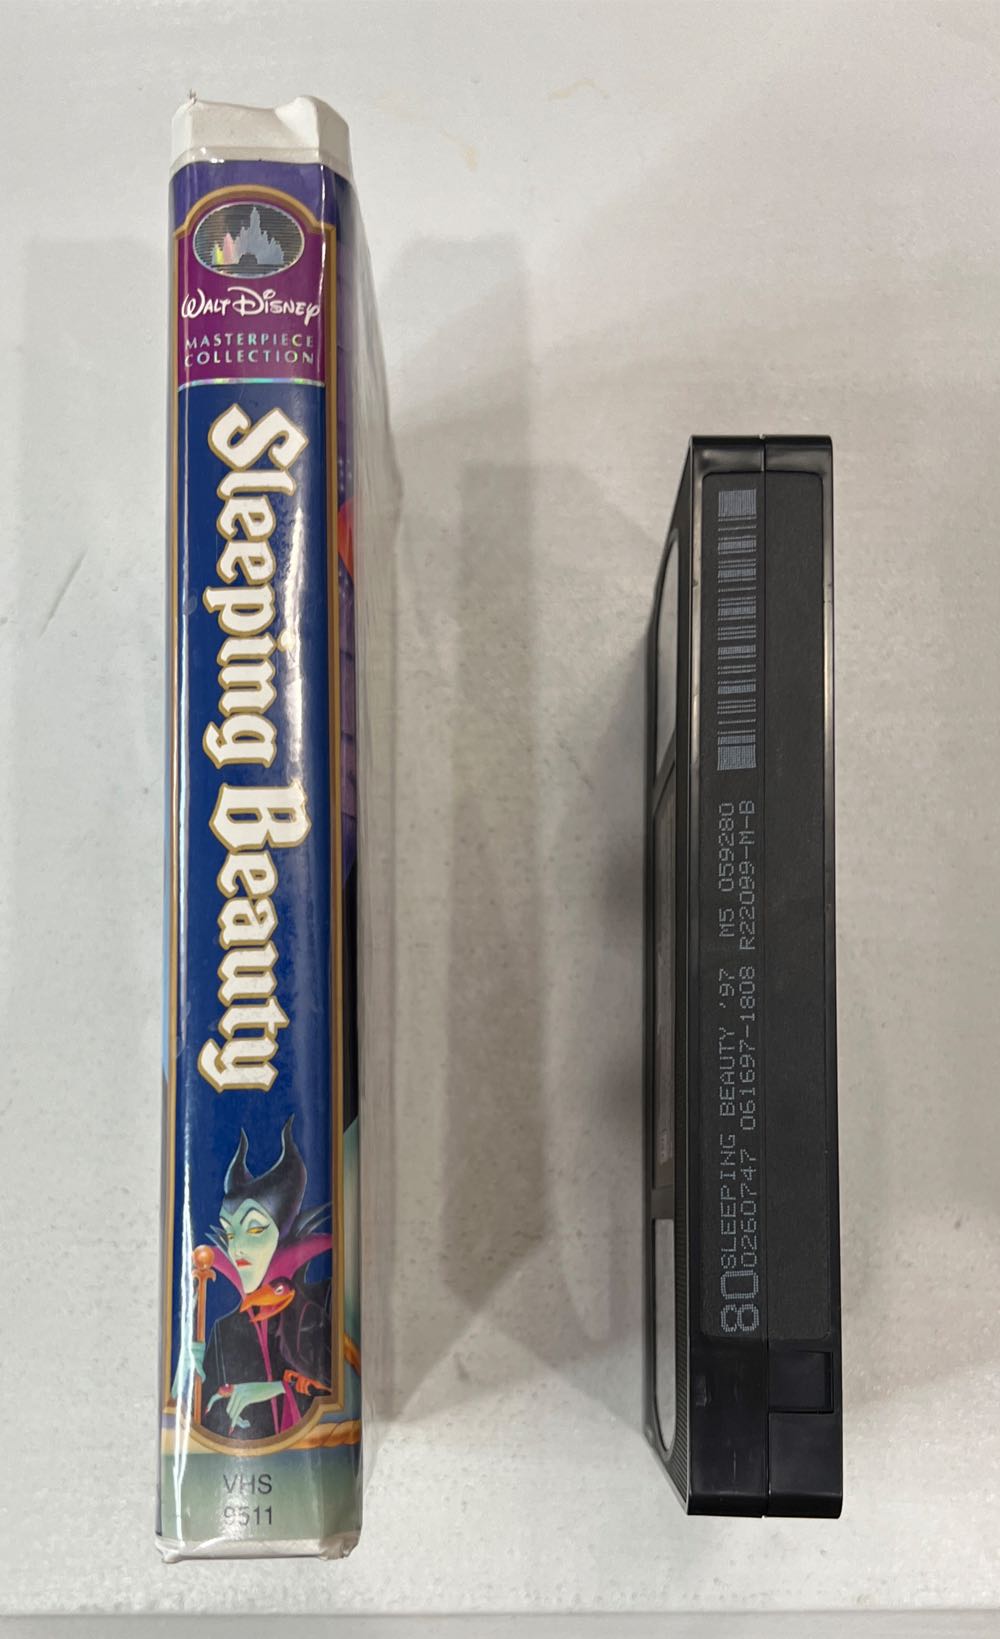 WALT DISNEY
MASTERPIECE
COLLECTION
Sleeping Beauty
VHS
9511
80 SLEEPING BEAUTY '97 M5 059280
0260747 061697-1808 R22099-M-B